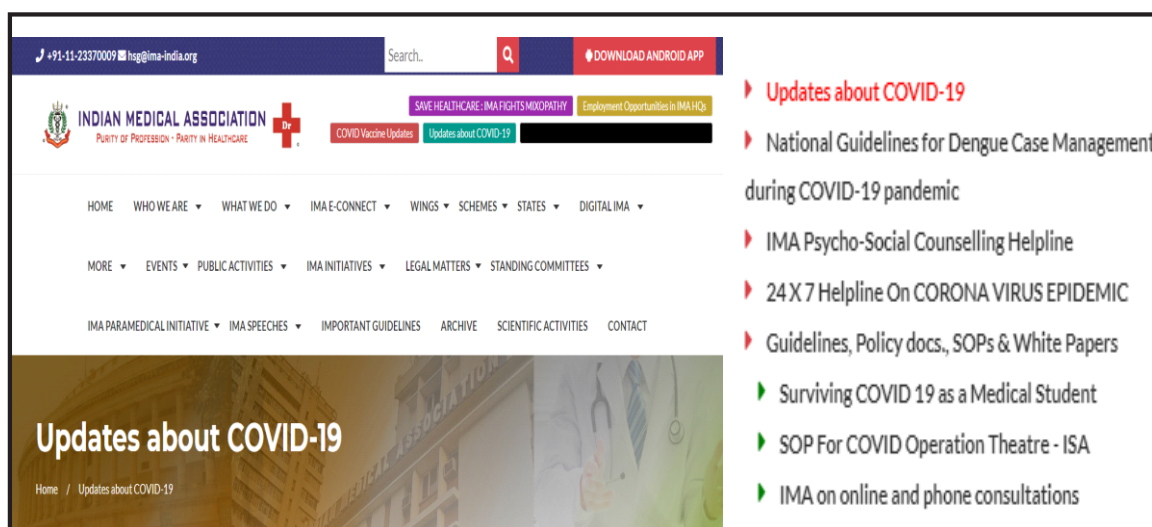 +91-11-23370009 hsg@ima-india.org
Search..
DOWNLOAD ANDROID APP
INDIAN MEDICAL ASSOCIATION
PURITY OF PROFESSION - PARITY IN HEALTHCARE
Dr
SAVE HEALTHCARE : IMA FIGHTS MIXOPATHY
Employment Opportunities in IMA HQs
COVID Vaccine Updates
Updates about COVID-19
HOME WHO WE ARE WHAT WE DO IMA E-CONNECT WINGS SCHEMES STATES DIGITAL IMA
MORE EVENTS PUBLIC ACTIVITIES IMA INITIATIVES LEGAL MATTERS STANDING COMMITTEES
IMA PARAMEDICAL INITIATIVE IMA SPEECHES IMPORTANT GUIDELINES ARCHIVE SCIENTIFIC ACTIVITIES CONTACT
MEDICAL ASSOCIATION
Updates about COVID-19
Home / Updates about COVID-19
Updates about COVID-19
National Guidelines for Dengue Case Management
during COVID-19 pandemic
IMA Psycho-Social Counselling Helpline
24 X 7 Helpline On CORONA VIRUS EPIDEMIC
Guidelines, Policy docs., SOPs & White Papers
Surviving COVID 19 as a Medical Student
SOP For COVID Operation Theatre - ISA
IMA on online and phone consultations